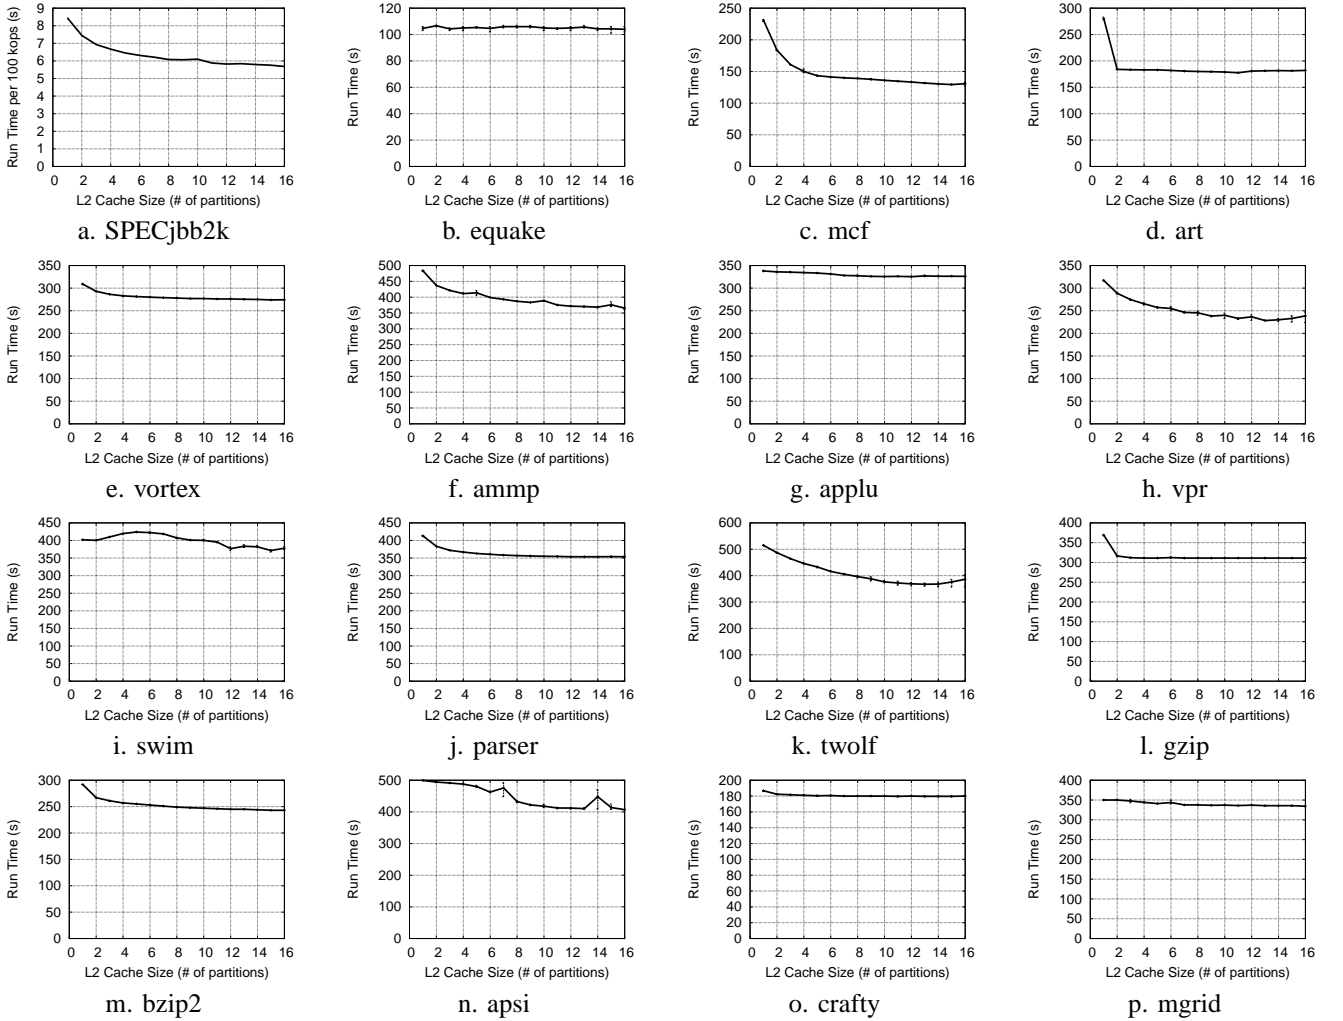 Run Time per 100 kops (s)
9
8
7
6
5
4
3
2
1
0
0 2 4 6 8 10 12 14 16
L2 Cache Size (# of partitions)
a. SPECjbb2k
Run Time (s)
120
100
80
60
40
20
0
0 2 4 6 8 10 12 14 16
L2 Cache Size (# of partitions)
b. equake
Run Time (s)
250
200
150
100
50
0
0 2 4 6 8 10 12 14 16
L2 Cache Size (# of partitions)
c. mcf
Run Time (s)
300
250
200
150
100
50
0
0 2 4 6 8 10 12 14 16
L2 Cache Size (# of partitions)
d. art
Run Time (s)
350
300
250
200
150
100
50
0
0 2 4 6 8 10 12 14 16
L2 Cache Size (# of partitions)
e. vortex
Run Time (s)
500
450
400
350
300
250
200
150
100
50
0
0 2 4 6 8 10 12 14 16
L2 Cache Size (# of partitions)
f. ammp
Run Time (s)
350
300
250
200
150
100
50
0
0 2 4 6 8 10 12 14 16
L2 Cache Size (# of partitions)
g. applu
Run Time (s)
350
300
250
200
150
100
50
0
0 2 4 6 8 10 12 14 16
L2 Cache Size (# of partitions)
h. vpr
Run Time (s)
450
400
350
300
250
200
150
100
50
0
0 2 4 6 8 10 12 14 16
L2 Cache Size (# of partitions)
i. swim
Run Time (s)
450
400
350
300
250
200
150
100
50
0
0 2 4 6 8 10 12 14 16
L2 Cache Size (# of partitions)
j. parser
Run Time (s)
600
500
400
300
200
100
0
0 2 4 6 8 10 12 14 16
L2 Cache Size (# of partitions)
k. twolf
Run Time (s)
400
350
300
250
200
150
100
50
0
0 2 4 6 8 10 12 14 16
L2 Cache Size (# of partitions)
l. gzip
Run Time (s)
300
250
200
150
100
50
0
0 2 4 6 8 10 12 14 16
L2 Cache Size (# of partitions)
m. bzip2
Run Time (s)
500
400
300
200
100
0
0 2 4 6 8 10 12 14 16
L2 Cache Size (# of partitions)
n. apsi
Run Time (s)
200
180
160
140
120
100
80
60
40
20
0
0 2 4 6 8 10 12 14 16
L2 Cache Size (# of partitions)
o. crafty
Run Time (s)
400
350
300
250
200
150
100
50
0
0 2 4 6 8 10 12 14 16
L2 Cache Size (# of partitions)
p. mgrid